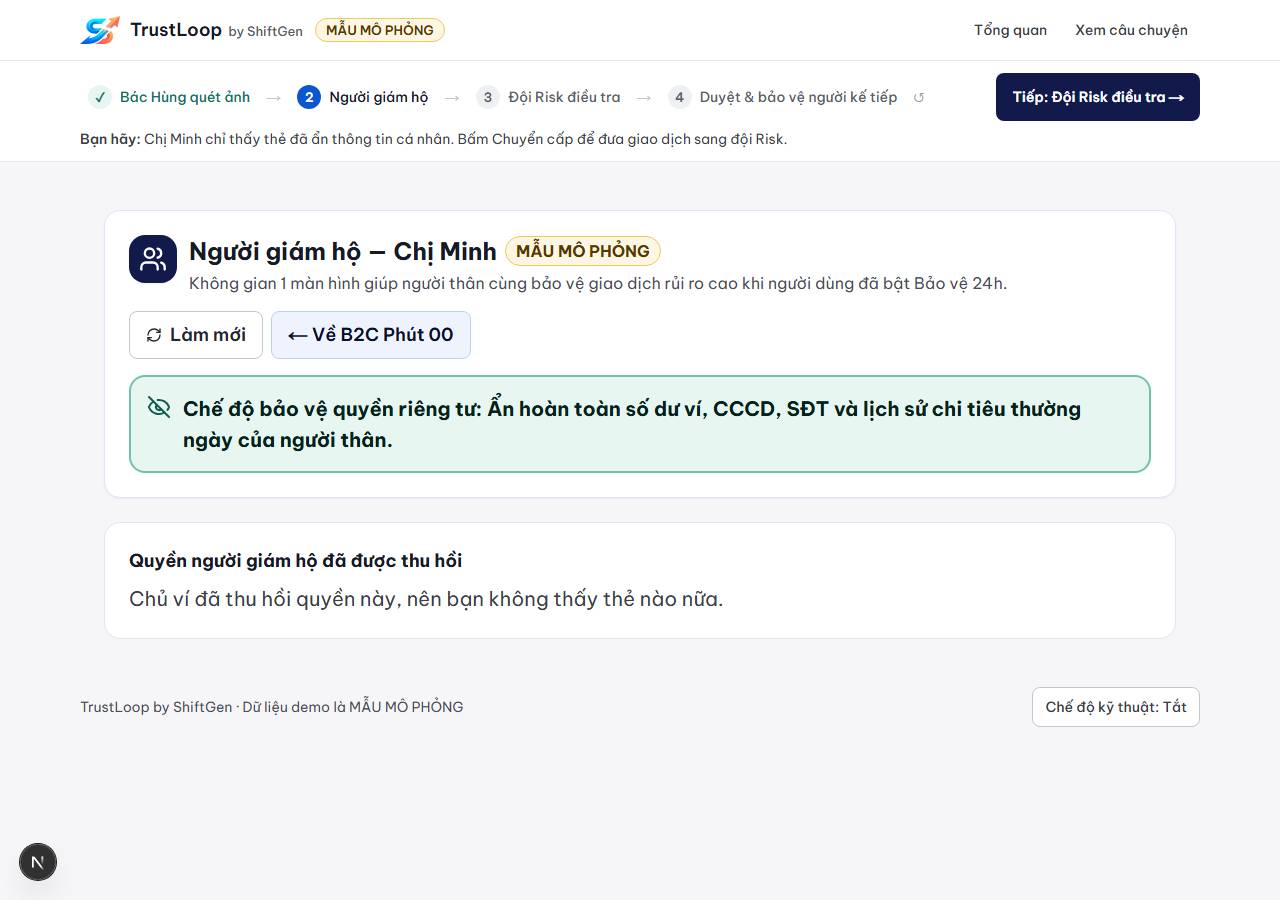 TrustLoop by ShiftGen MẪU MÔ PHỎNG Tổng quan Xem câu chuyện
✓ Bác Hùng quét ảnh → 2 Người giám hộ → 3 Đội Risk điều tra → 4 Duyệt & bảo vệ người kế tiếp ↺ Tiếp: Đội Risk điều tra →
Bạn hãy: Chị Minh chỉ thấy thẻ đã ẩn thông tin cá nhân. Bấm Chuyển cấp để đưa giao dịch sang đội Risk.
Người giám hộ — Chị Minh MẪU MÔ PHỎNG
Không gian 1 màn hình giúp người thân cùng bảo vệ giao dịch rủi ro cao khi người dùng đã bật Bảo vệ 24h.
Làm mới ← Về B2C Phút 00
Chế độ bảo vệ quyền riêng tư: Ẩn hoàn toàn số dư ví, CCCD, SĐT và lịch sử chi tiêu thường
ngày của người thân.
Quyền người giám hộ đã được thu hồi
Chủ ví đã thu hồi quyền này, nên bạn không thấy thẻ nào nữa.
TrustLoop by ShiftGen · Dữ liệu demo là MẪU MÔ PHỎNG Chế độ kỹ thuật: Tắt
N